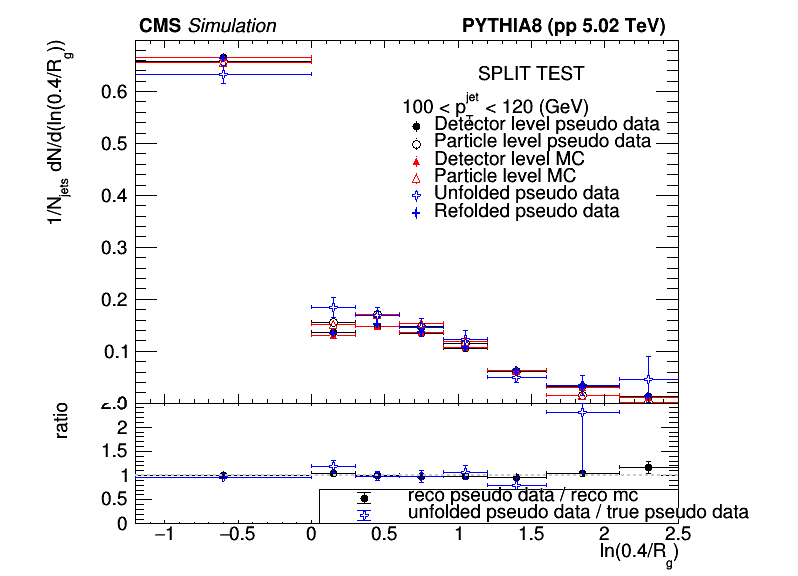 CMS Simulation PYTHIA8 (pp 5.02 TeV)
1/N_jets dN/d(ln(0.4/R_g))
SPLIT TEST
100 < p_T^jet < 120 (GeV)
Detector level pseudo data
Particle level pseudo data
Detector level MC
Particle level MC
Unfolded pseudo data
Refolded pseudo data
0.6
0.5
0.4
0.3
0.2
0.1
0
ratio
2
1.5
1
0.5
0
reco pseudo data / reco mc
unfolded pseudo data / true pseudo data
−1 −0.5 0 0.5 1 1.5 2 2.5
ln(0.4/R_g)